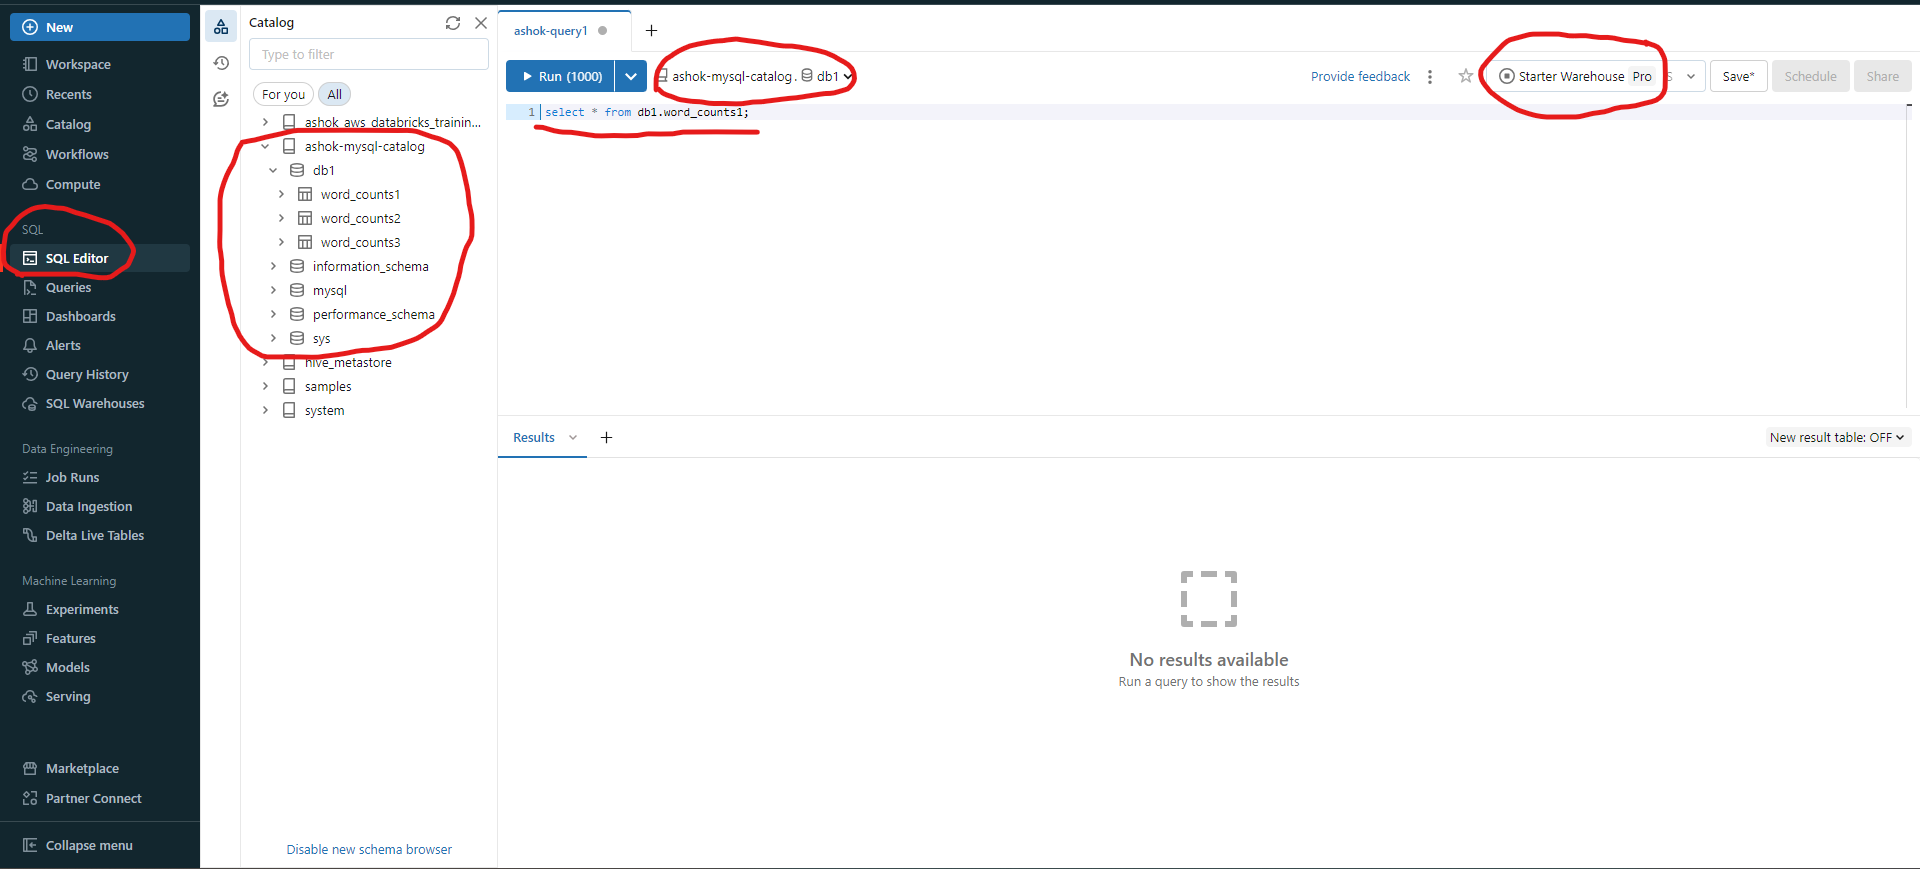 New
Workspace
Recents
Catalog
Workflows
Compute
SQL
SQL Editor
Queries
Dashboards
Alerts
Query History
SQL Warehouses
Data Engineering
Job Runs
Data Ingestion
Delta Live Tables
Machine Learning
Experiments
Features
Models
Serving
Marketplace
Partner Connect
Collapse menu
Catalog
Type to filter
For you All
ashok_aws_databricks_trainin...
ashok-mysql-catalog
db1
word_counts1
word_counts2
word_counts3
information_schema
mysql
performance_schema
sys
hive_metastore
samples
system
Disable new schema browser
ashok-query1
Run (1000) ashok-mysql-catalog. db1 Provide feedback Starter Warehouse Pro S Save* Schedule Share
1 select * from db1.word_counts1;
Results New result table: OFF
No results available
Run a query to show the results